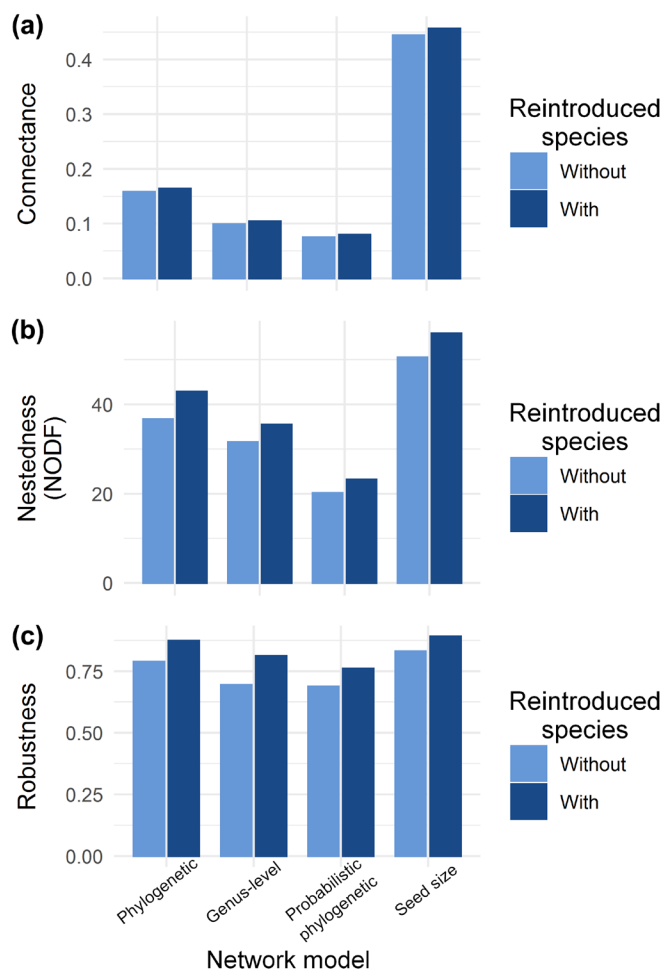 (a)
Connectance
0.4
0.3
0.2
0.1
0.0
Reintroduced
species
Without
With
(b)
Nestedness
(NODF)
40
20
0
Reintroduced
species
Without
With
(c)
Robustness
0.75
0.50
0.25
0.00
Reintroduced
species
Without
With
Phylogenetic
Genus-level
Probabilistic
phylogenetic
Seed size
Network model